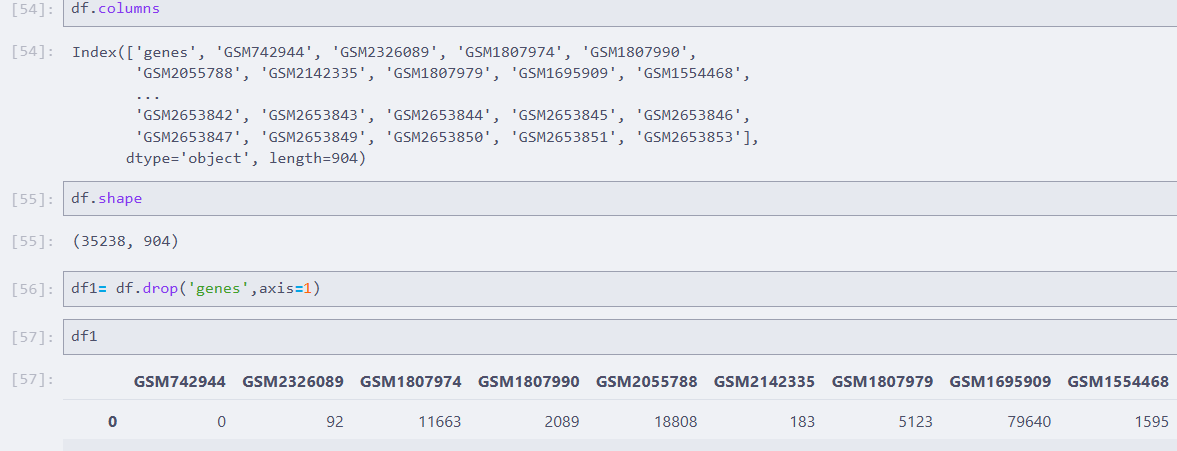 [54]: df.columns
[54]: Index(['genes', 'GSM742944', 'GSM2326089', 'GSM1807974', 'GSM1807990',
'GSM2055788', 'GSM2142335', 'GSM1807979', 'GSM1695909', 'GSM1554468',
...
'GSM2653842', 'GSM2653843', 'GSM2653844', 'GSM2653845', 'GSM2653846',
'GSM2653847', 'GSM2653849', 'GSM2653850', 'GSM2653851', 'GSM2653853'],
dtype='object', length=904)
[55]: df.shape
[55]: (35238, 904)
[56]: df1= df.drop('genes',axis=1)
[57]: df1
[57]: GSM742944 GSM2326089 GSM1807974 GSM1807990 GSM2055788 GSM2142335 GSM1807979 GSM1695909 GSM1554468
0 0 92 11663 2089 18808 183 5123 79640 1595